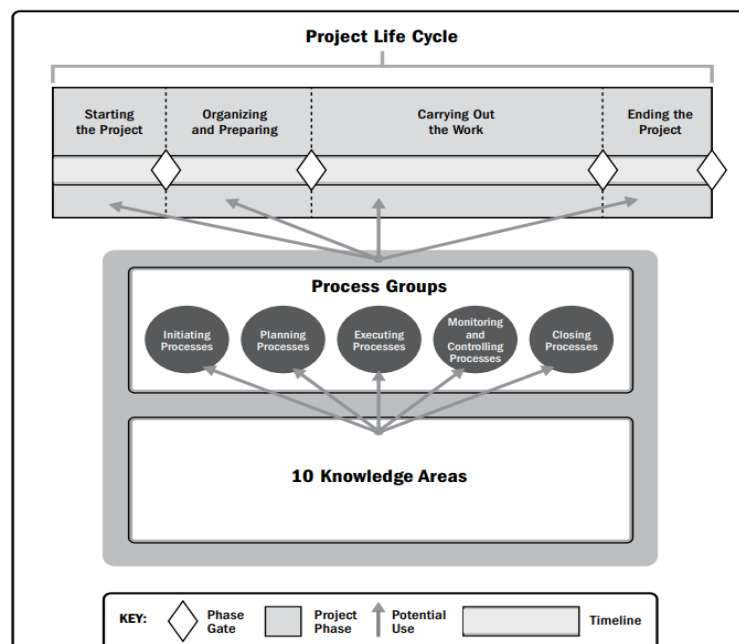 Project Life Cycle
Starting
the Project
Organizing
and Preparing
Carrying Out
the Work
Ending the
Project
Process Groups
Initiating
Processes
Planning
Processes
Executing
Processes
Monitoring
and
Controlling
Processes
Closing
Processes
10 Knowledge Areas
KEY:
Phase
Gate
Project
Phase
Potential
Use
Timeline